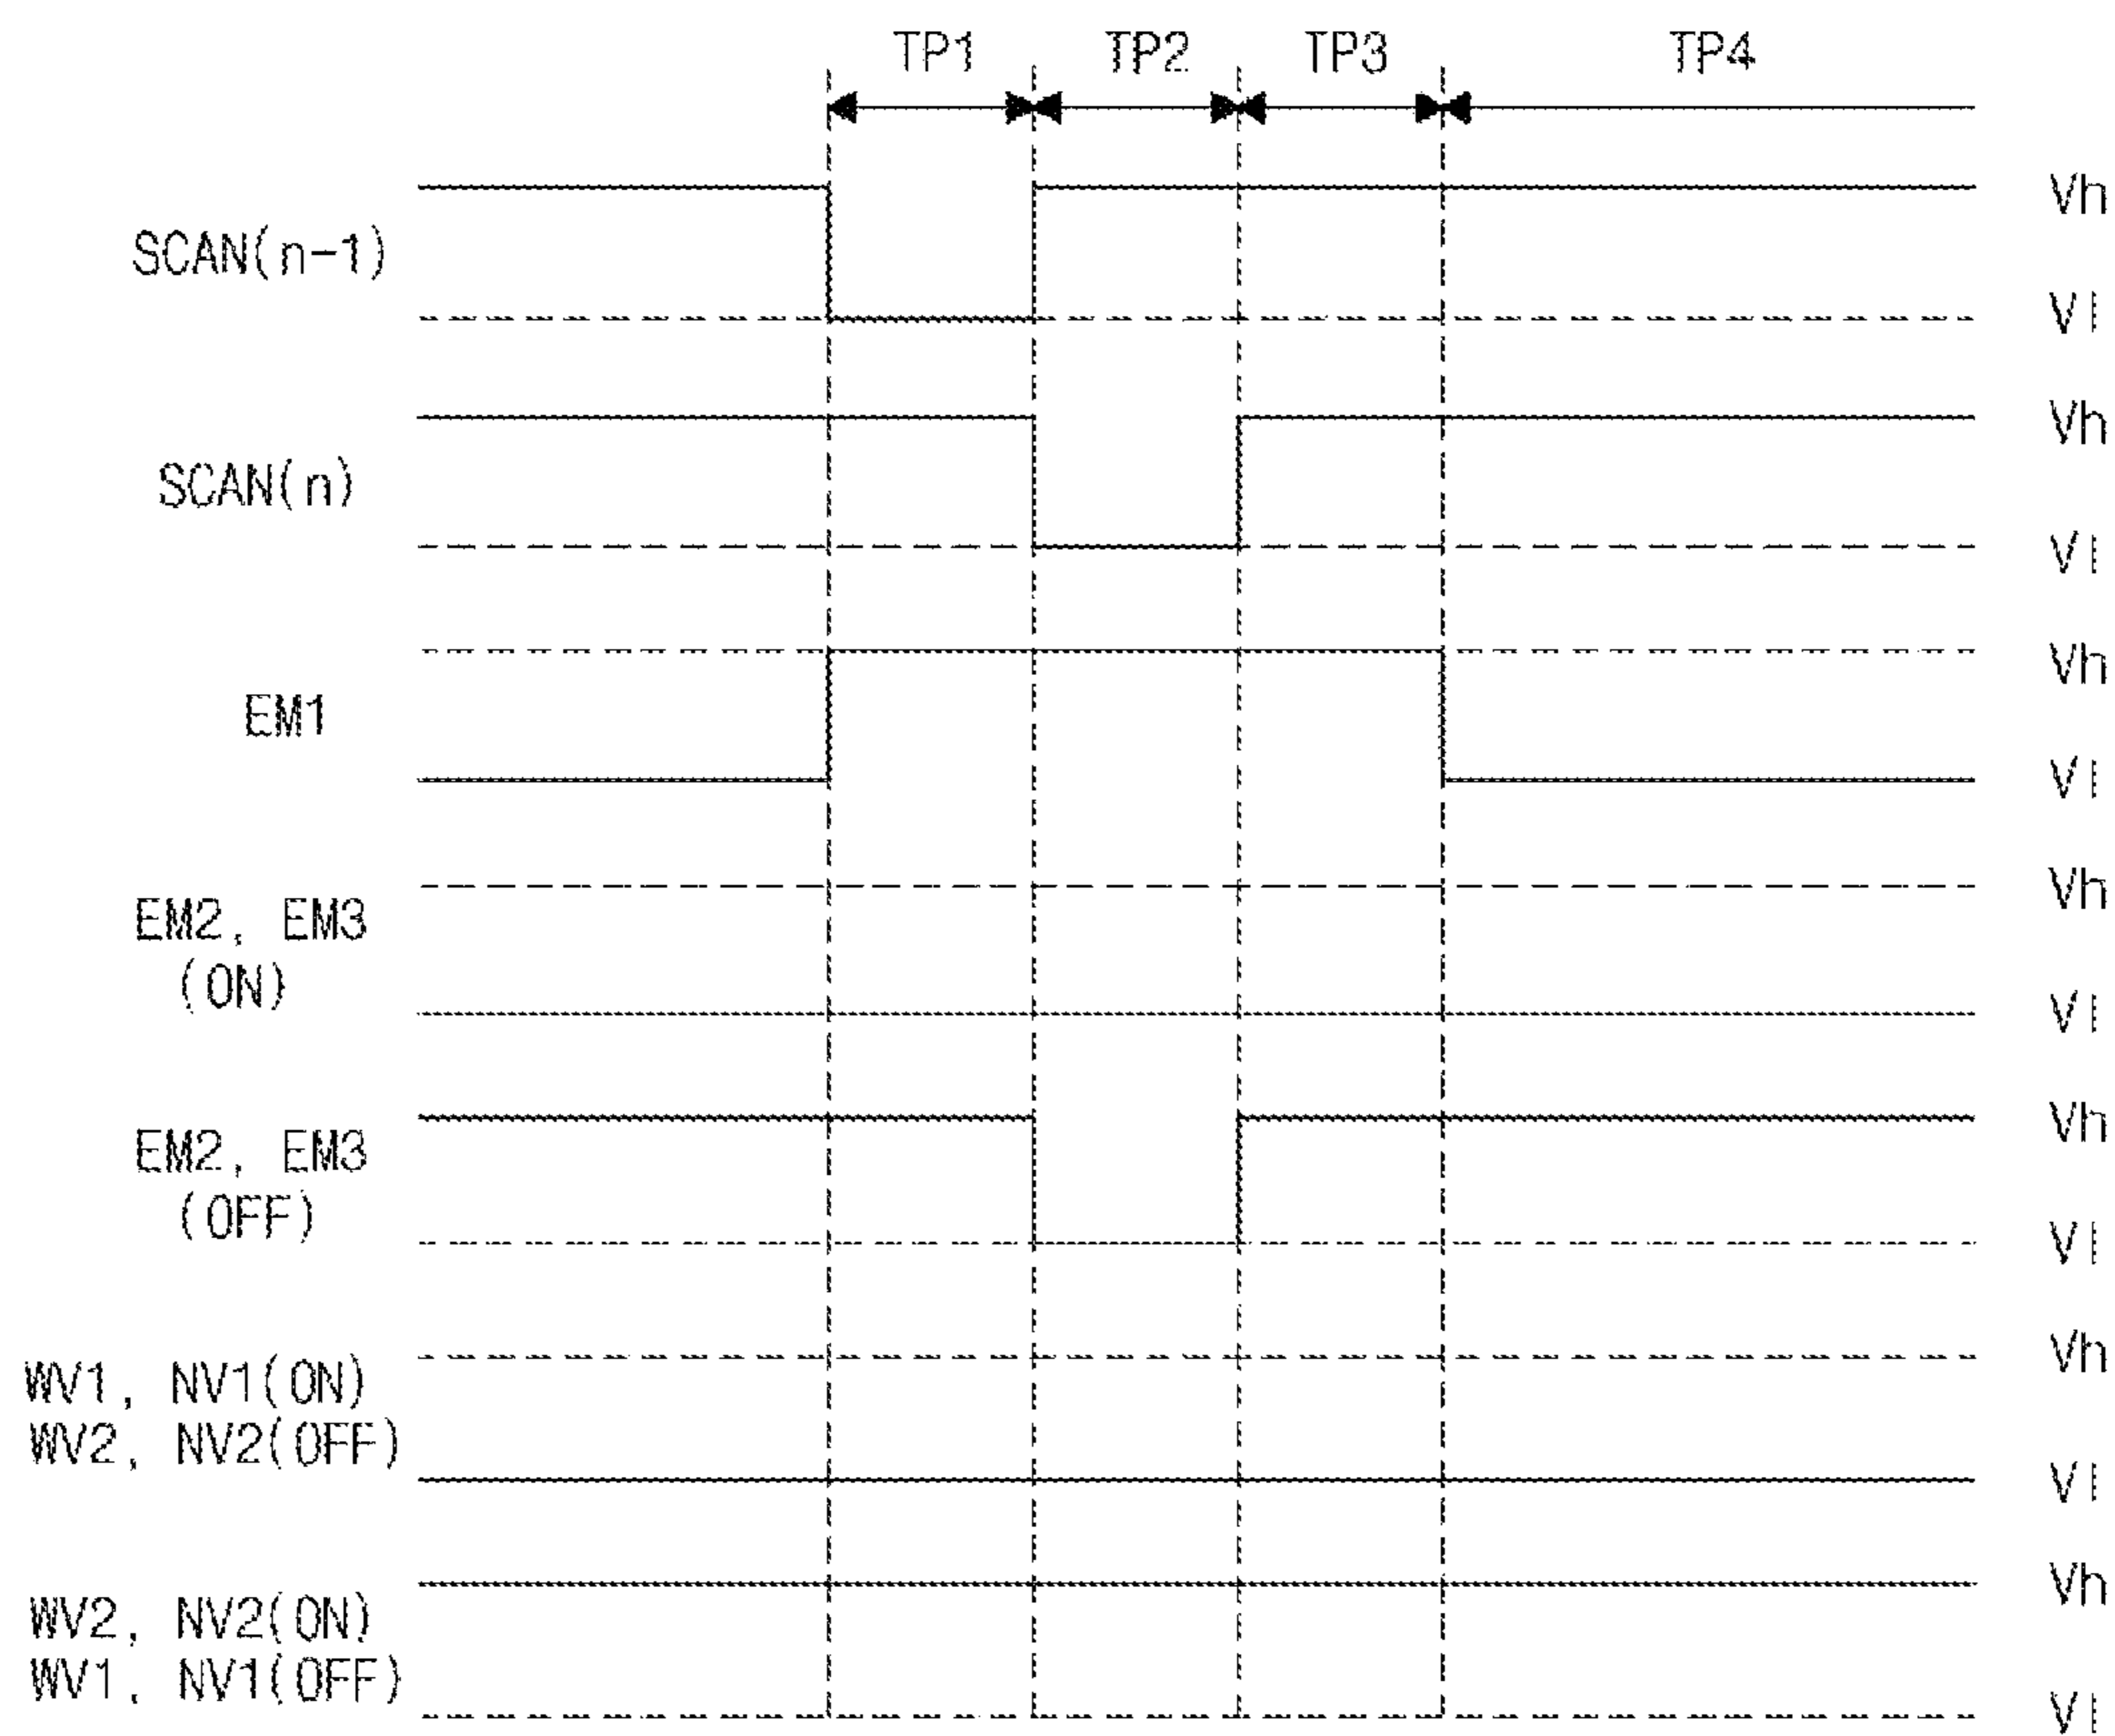 TP1 TP2 TP3 TP4
Vh
SCAN(n-1)
Vl
Vh
SCAN(n)
Vl
Vh
EM1
Vl
Vh
EM2, EM3
(ON)
Vl
Vh
EM2, EM3
(OFF)
Vl
Vh
WV1, NV1(ON)
WV2, NV2(OFF)
Vl
Vh
WV2, NV2(ON)
WV1, NV1(OFF)
Vl